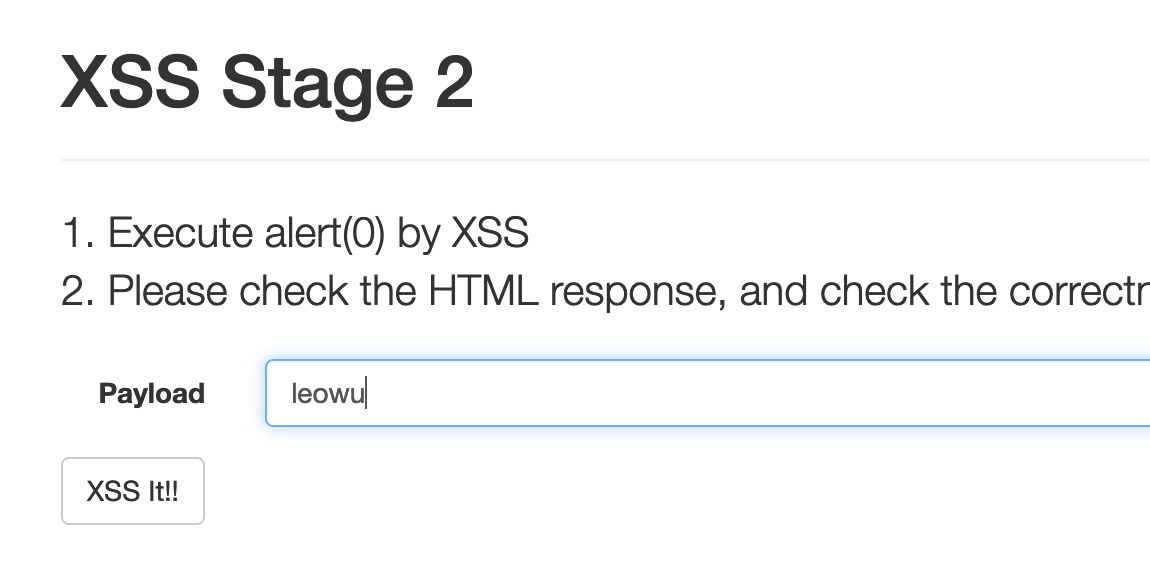 XSS Stage 2
1. Execute alert(0) by XSS
2. Please check the HTML response, and check the
Payload
leowu
XSS It!!